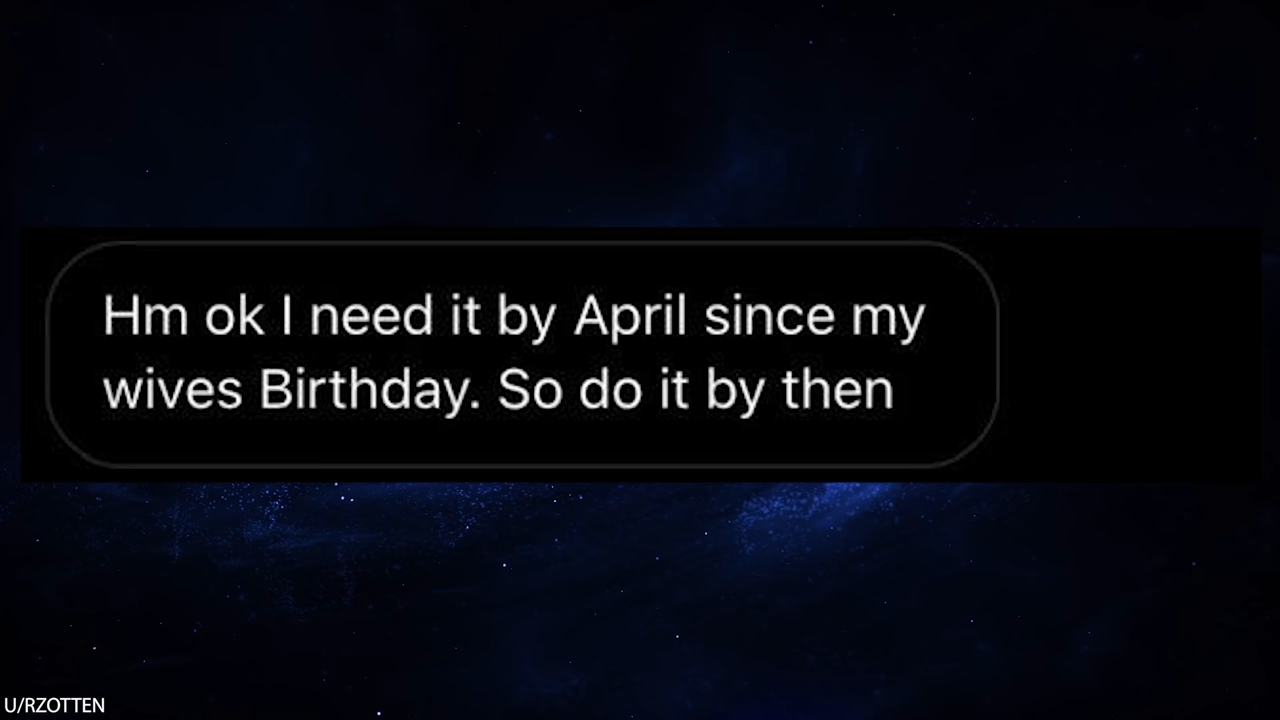 Hm ok I need it by April since my
wives Birthday. So do it by then
U/RZOTTEN